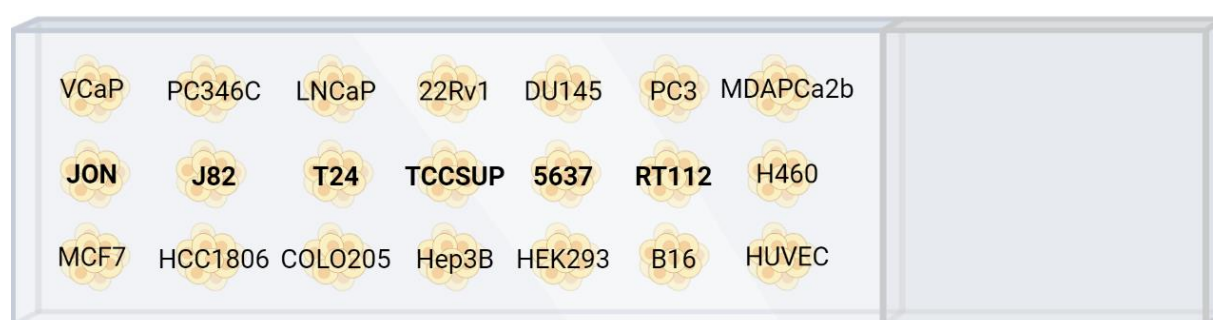 VCaP PC346C LNCaP 22Rv1 DU145 PC3 MDAPCa2b
JON J82 T24 TCCSUP 5637 RT112 H460
MCF7 HCC1806 COLO205 Hep3B HEK293 B16 HUVEC